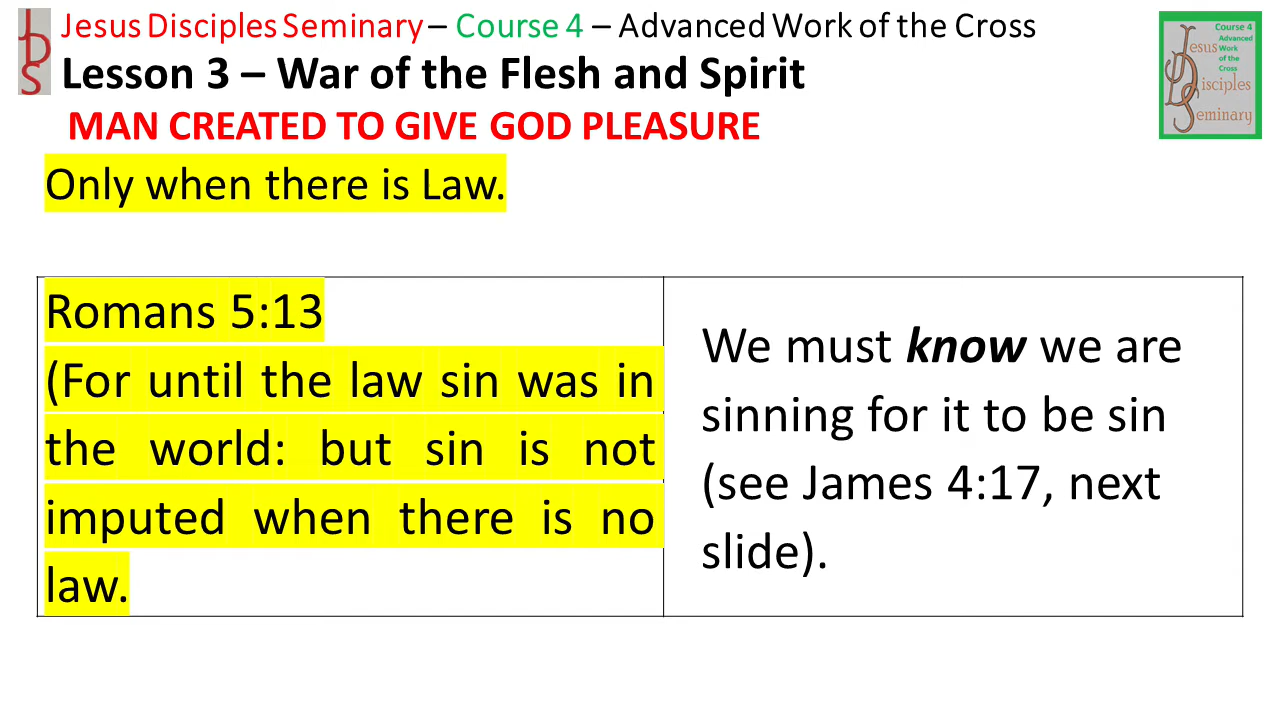 JDS
Jesus Disciples Seminary – Course 4 – Advanced Work of the Cross
Lesson 3 – War of the Flesh and Spirit
MAN CREATED TO GIVE GOD PLEASURE
Course 4
Advanced
Work
of the
Cross
Jesus
Disciples
Seminary
Only when there is Law.
Romans 5:13
(For until the law sin was in
the world: but sin is not
imputed when there is no
law.
We must know we are
sinning for it to be sin
(see James 4:17, next
slide).